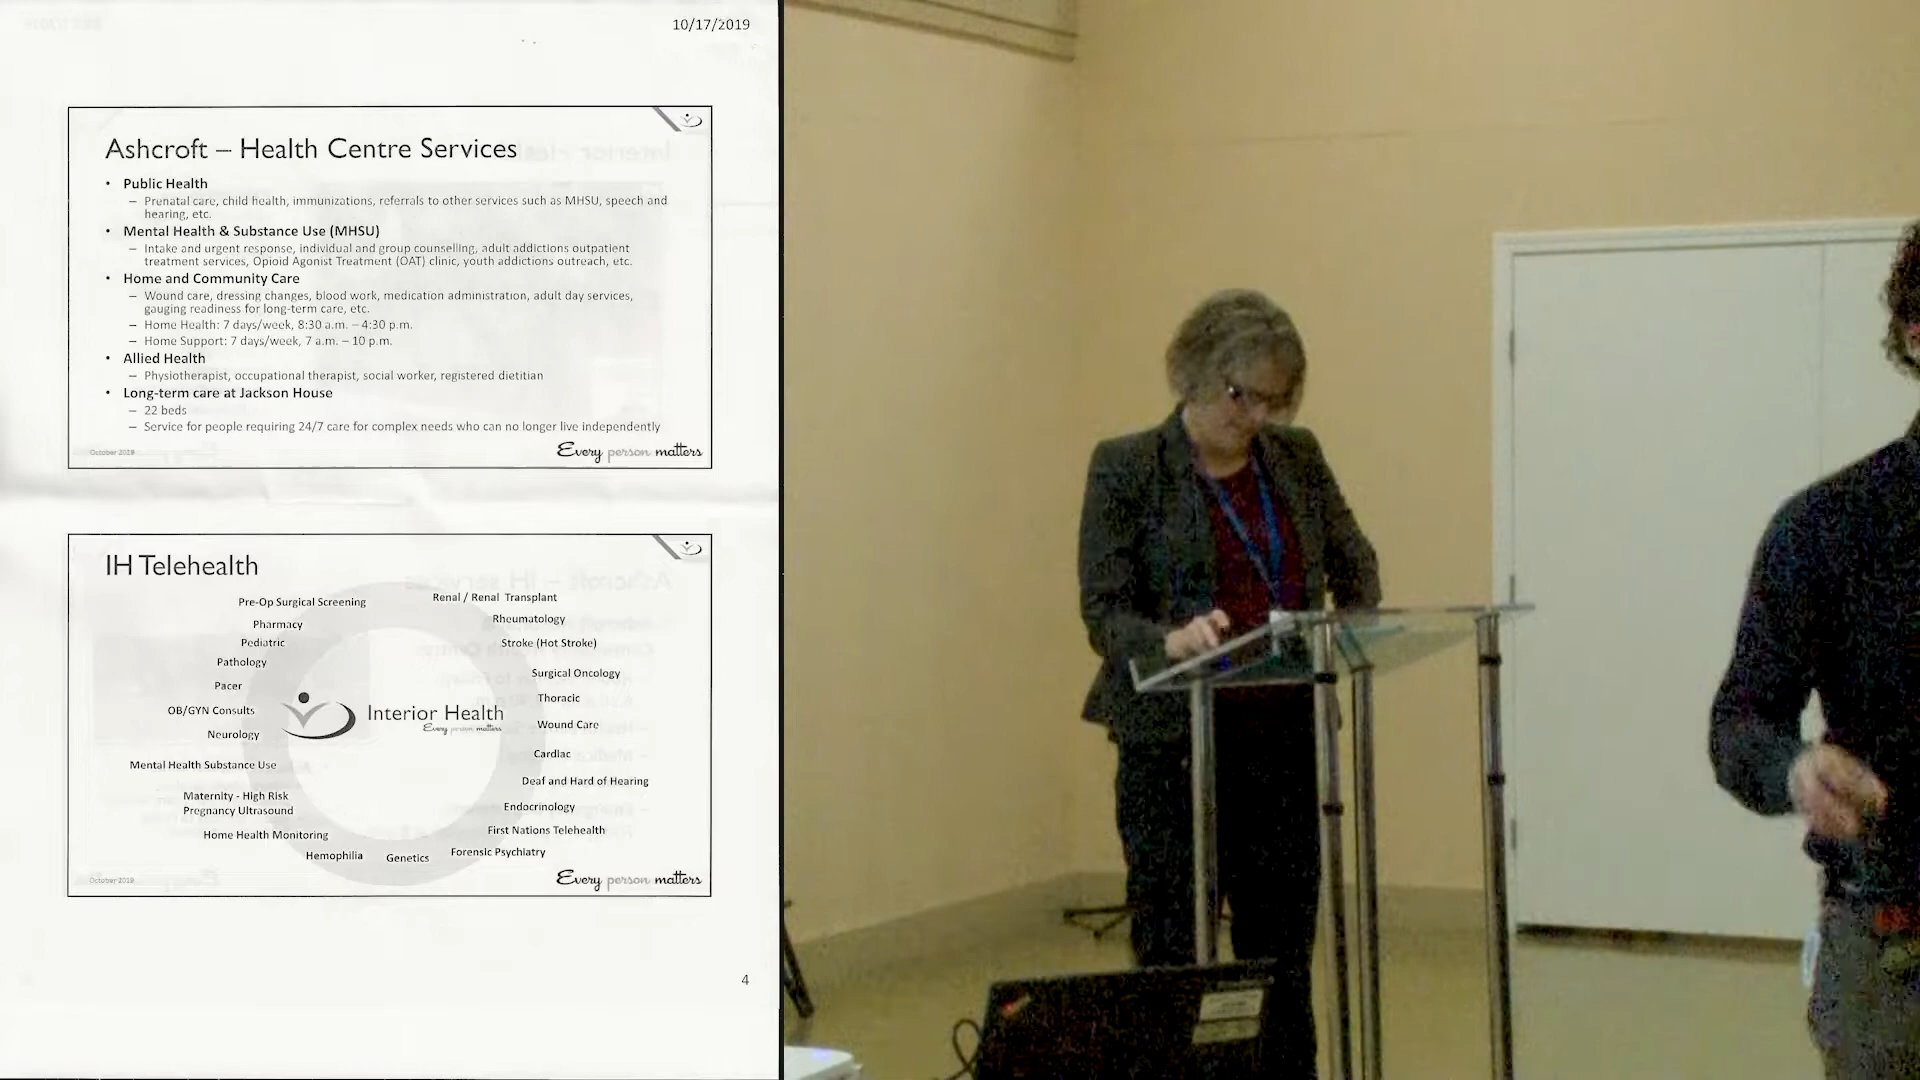 10/17/2019
Ashcroft – Health Centre Services
• Public Health
– Prenatal care, child health, immunizations, referrals to other services such as MHSU, speech and
hearing, etc.
• Mental Health & Substance Use (MHSU)
– Intake and urgent response, individual and group counselling, adult addictions outpatient
treatment services, Opioid Agonist Treatment (OAT) clinic, youth addictions outreach, etc.
• Home and Community Care
– Wound care, dressing changes, blood work, medication administration, adult day services,
gauging readiness for long-term care, etc.
– Home Health: 7 days/week, 8:30 a.m. – 4:30 p.m.
– Home Support: 7 days/week, 7 a.m. – 10 p.m.
• Allied Health
– Physiotherapist, occupational therapist, social worker, registered dietitian
• Long-term care at Jackson House
– 22 beds
– Service for people requiring 24/7 care for complex needs who can no longer live independently
October 2019
Every person matters
IH Telehealth
Renal / Renal Transplant
Rheumatology
Stroke (Hot Stroke)
Surgical Oncology
Thoracic
Wound Care
Cardiac
Deaf and Hard of Hearing
Endocrinology
First Nations Telehealth
Forensic Psychiatry
Genetics
Hemophilia
Home Health Monitoring
Maternity - High Risk
Pregnancy Ultrasound
Mental Health Substance Use
Neurology
OB/GYN Consults
Pacer
Pathology
Pediatric
Pharmacy
Pre-Op Surgical Screening
Interior Health
Every person matters
October 2019
Every person matters
4